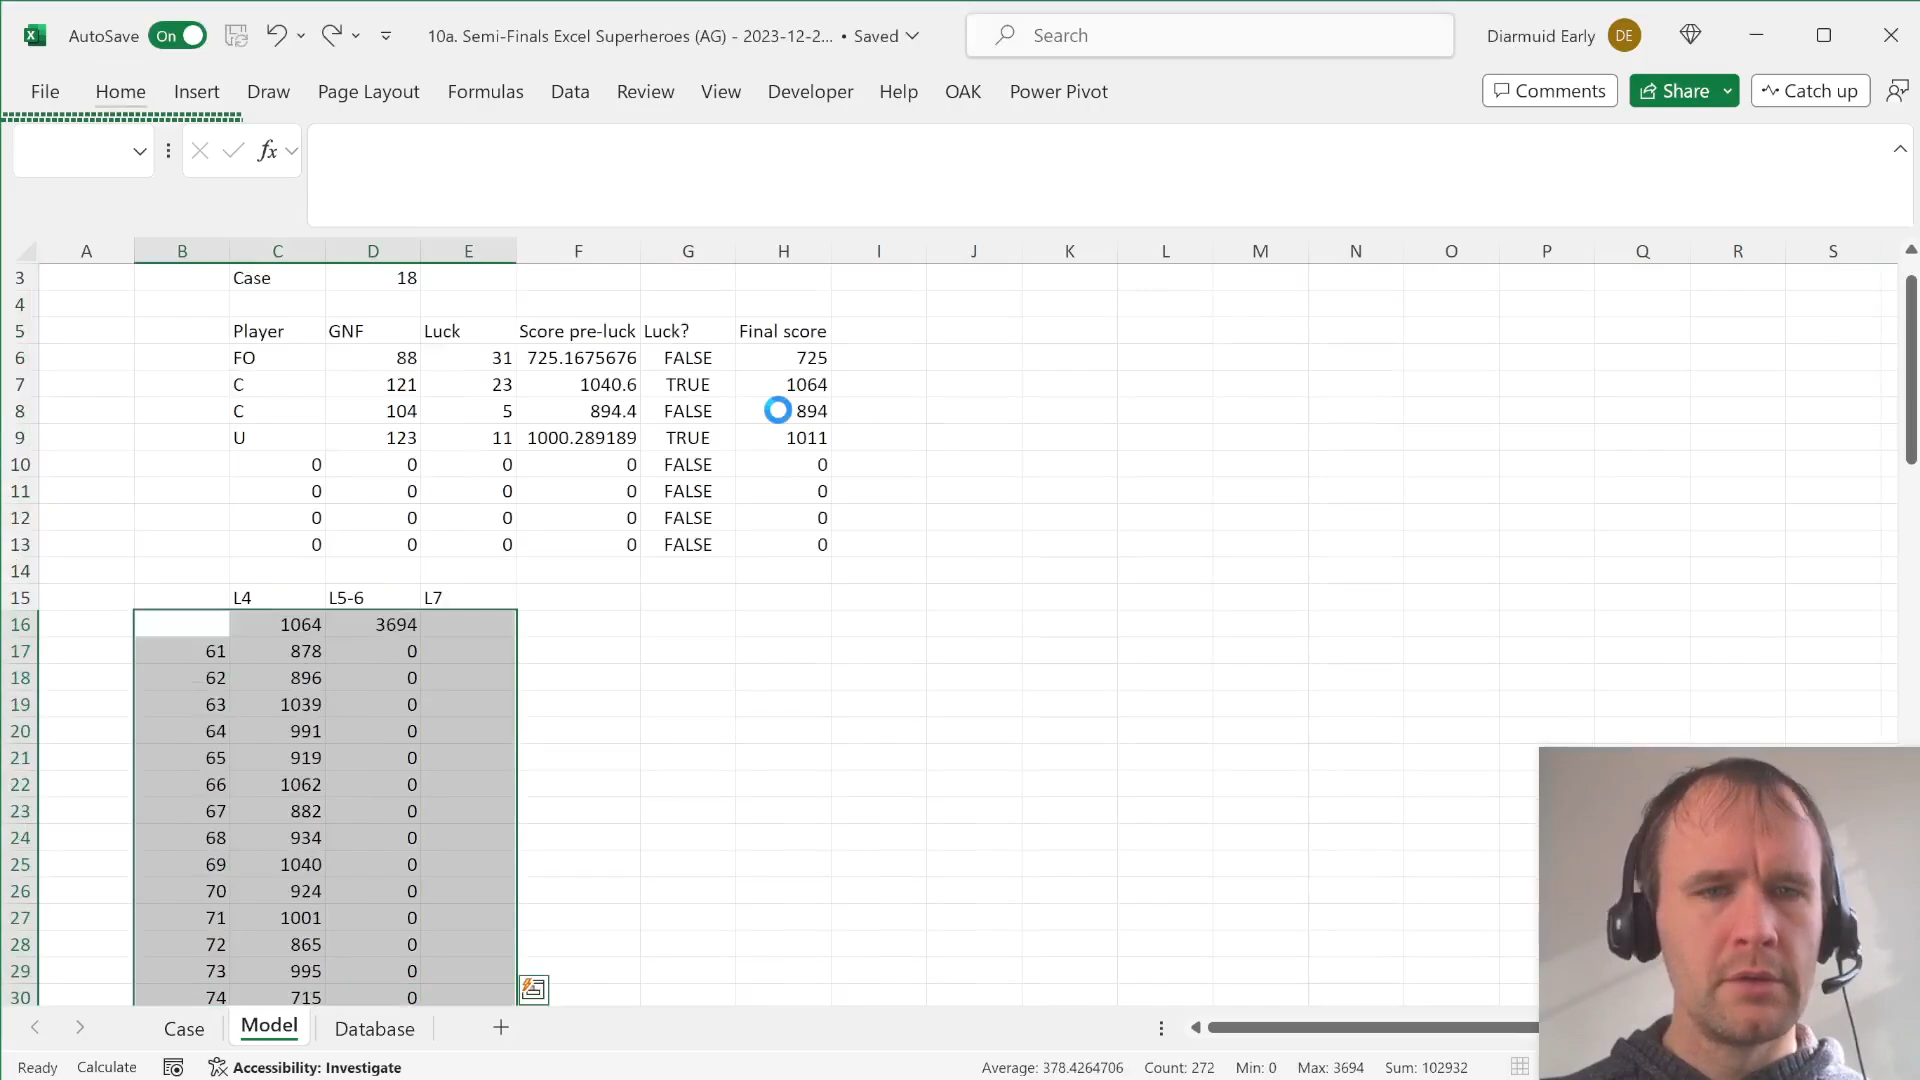 AutoSave On 10a. Semi-Finals Excel Superheroes (AG) - 2023-12-2... • Saved Search Diarmuid Early DE
File Home Insert Draw Page Layout Formulas Data Review View Developer Help OAK Power Pivot Comments Share Catch up
fx
A B C D E F G H I J K L M N O P Q R S
3 Case 18
4
5 Player GNF Luck Score pre-luck Luck? Final score
6 FO 88 31 725.1675676 FALSE 725
7 C 121 23 1040.6 TRUE 1064
8 C 104 5 894.4 FALSE 894
9 U 123 11 1000.289189 TRUE 1011
10 0 0 0 0 FALSE 0
11 0 0 0 0 FALSE 0
12 0 0 0 0 FALSE 0
13 0 0 0 0 FALSE 0
14
15 L4 L5-6 L7
16 1064 3694
17 61 878 0
18 62 896 0
19 63 1039 0
20 64 991 0
21 65 919 0
22 66 1062 0
23 67 882 0
24 68 934 0
25 69 1040 0
26 70 924 0
27 71 1001 0
28 72 865 0
29 73 995 0
30 74 715 0
Case Model Database
Ready Calculate Accessibility: Investigate Average: 378.4264706 Count: 272 Min: 0 Max: 3694 Sum: 102932